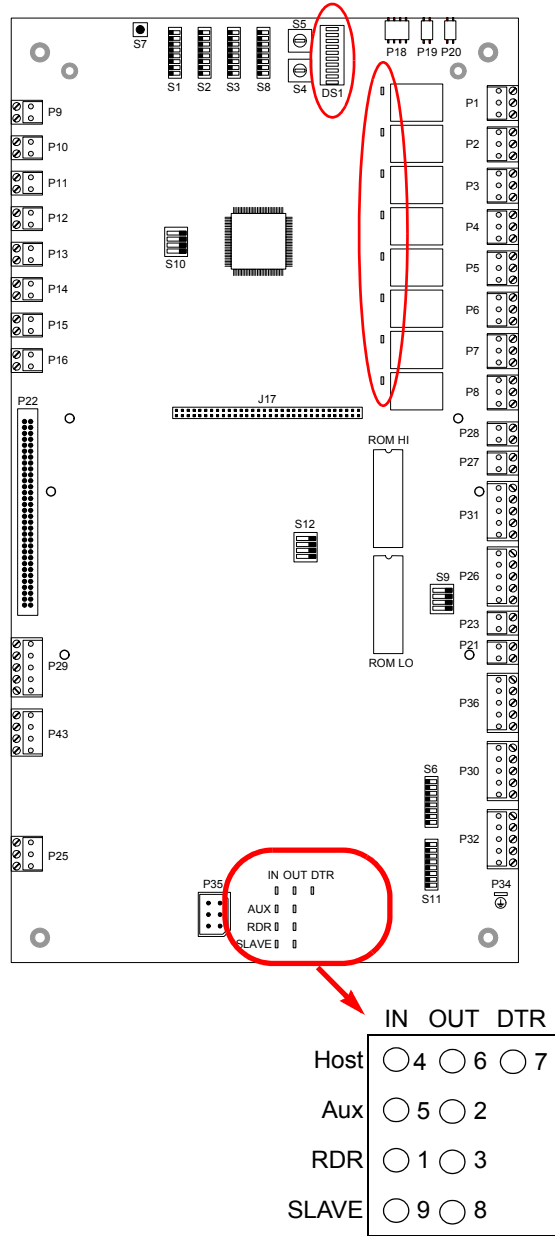 S7
S1
S2
S3
S8
S5
S4
DS1
P18
P19
P20
P9
P10
P11
P12
P13
P14
P15
P16
P22
S10
J17
P1
P2
P3
P4
P5
P6
P7
P8
P28
P27
P31
P26
P23
P21
P36
P30
P32
P34
ROM HI
ROM LO
S12
S9
S6
S11
P29
P43
P25
P35
IN OUT DTR
AUX
RDR
SLAVE
IN OUT DTR
Host 4 6 7
Aux 5 2
RDR 1 3
SLAVE 9 8